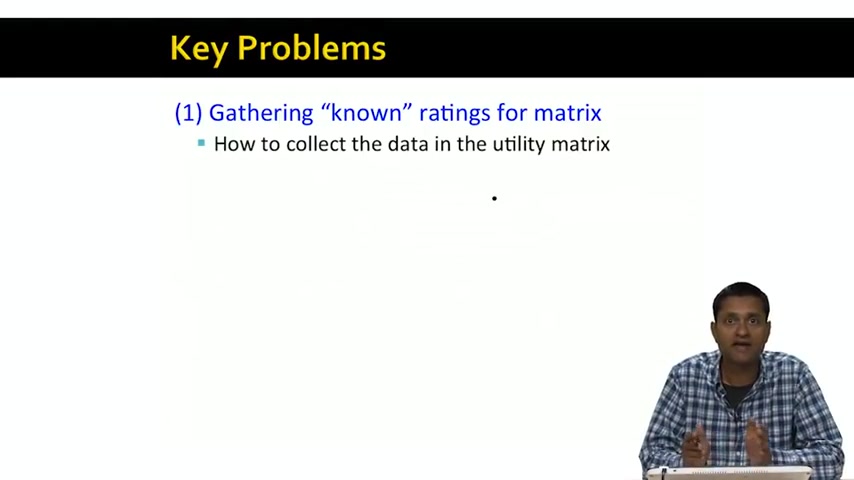 Key Problems
(1) Gathering “known” ratings for matrix
How to collect the data in the utility matrix